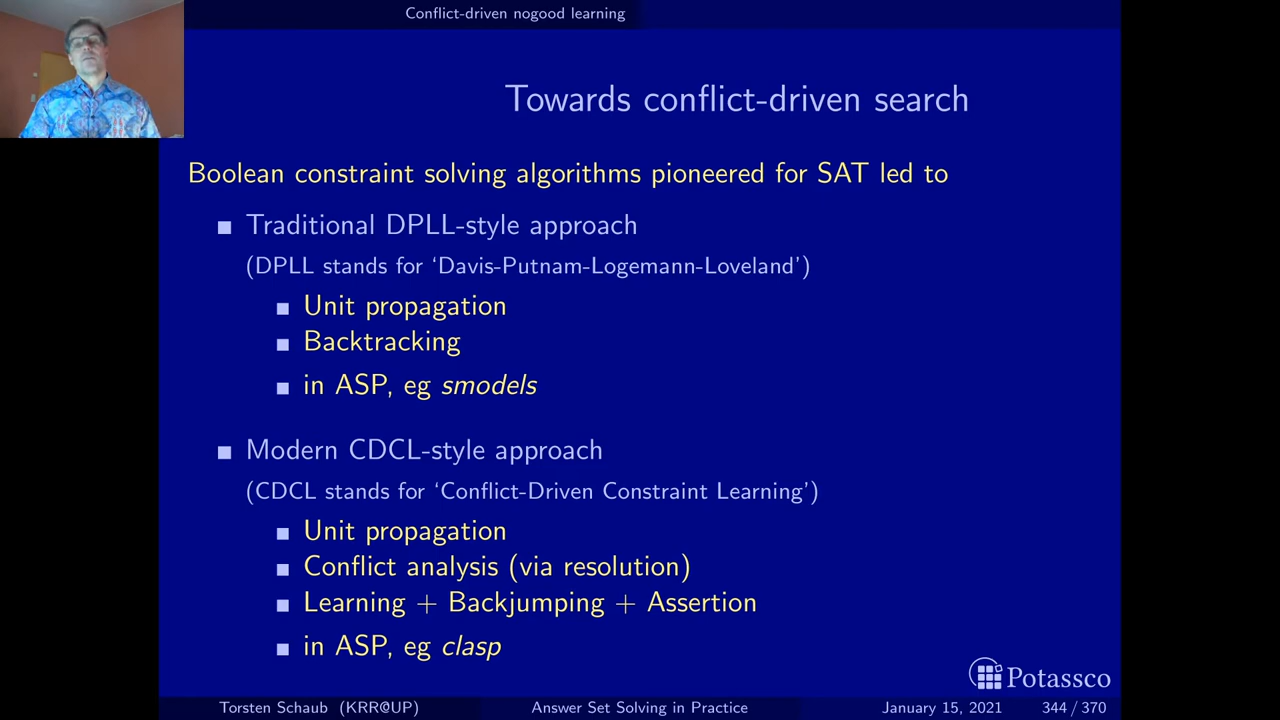 Conflict-driven nogood learning
Towards conflict-driven search
Boolean constraint solving algorithms pioneered for SAT led to
Traditional DPLL-style approach
(DPLL stands for ‘Davis-Putnam-Logemann-Loveland’)
Unit propagation
Backtracking
in ASP, eg smodels
Modern CDCL-style approach
(CDCL stands for ‘Conflict-Driven Constraint Learning’)
Unit propagation
Conflict analysis (via resolution)
Learning + Backjumping + Assertion
in ASP, eg clasp
Potassco
Torsten Schaub (KRR@UP) Answer Set Solving in Practice January 15, 2021 344 / 370